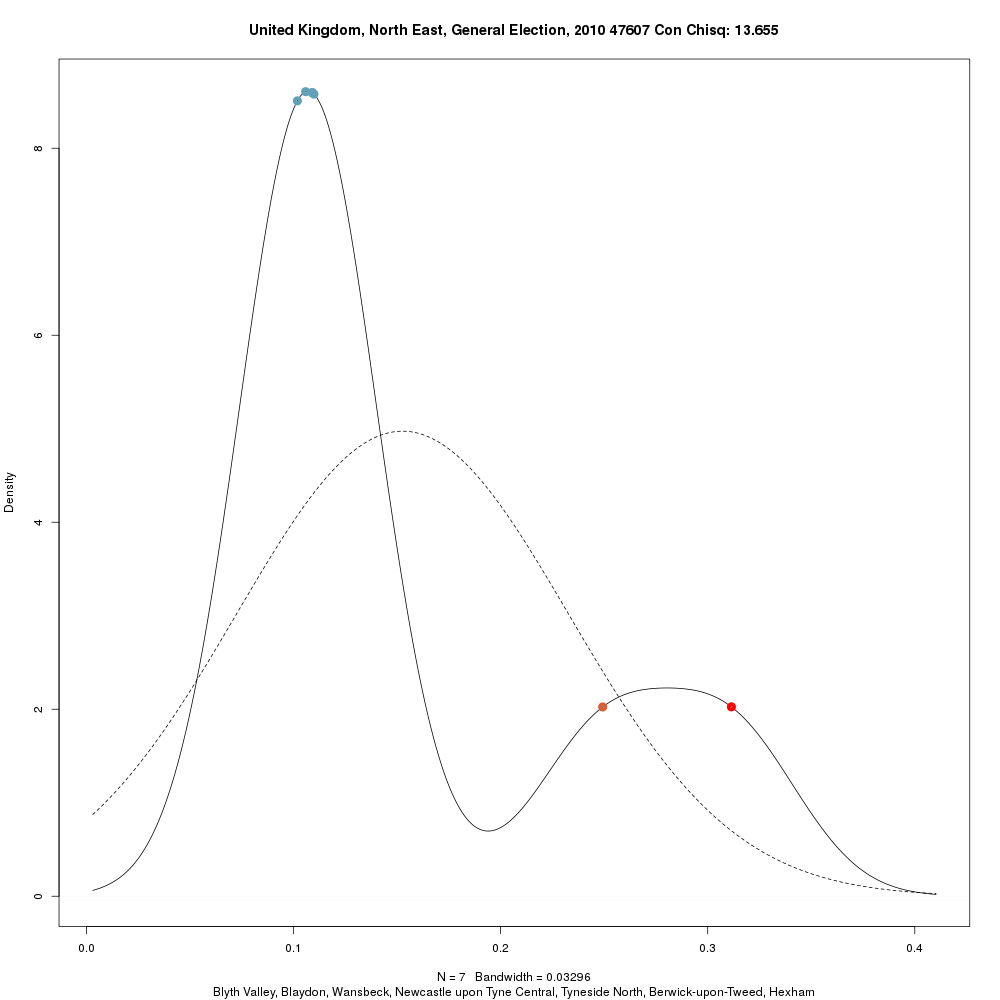 United Kingdom, North East, General Election, 2010 47607 Con Chisq: 13.655
8
6
4
2
0
Density
0.0 0.1 0.2 0.3 0.4
N = 7 Bandwidth = 0.03296
Blyth Valley, Blaydon, Wansbeck, Newcastle upon Tyne Central, Tyneside North, Berwick-upon-Tweed, Hexham